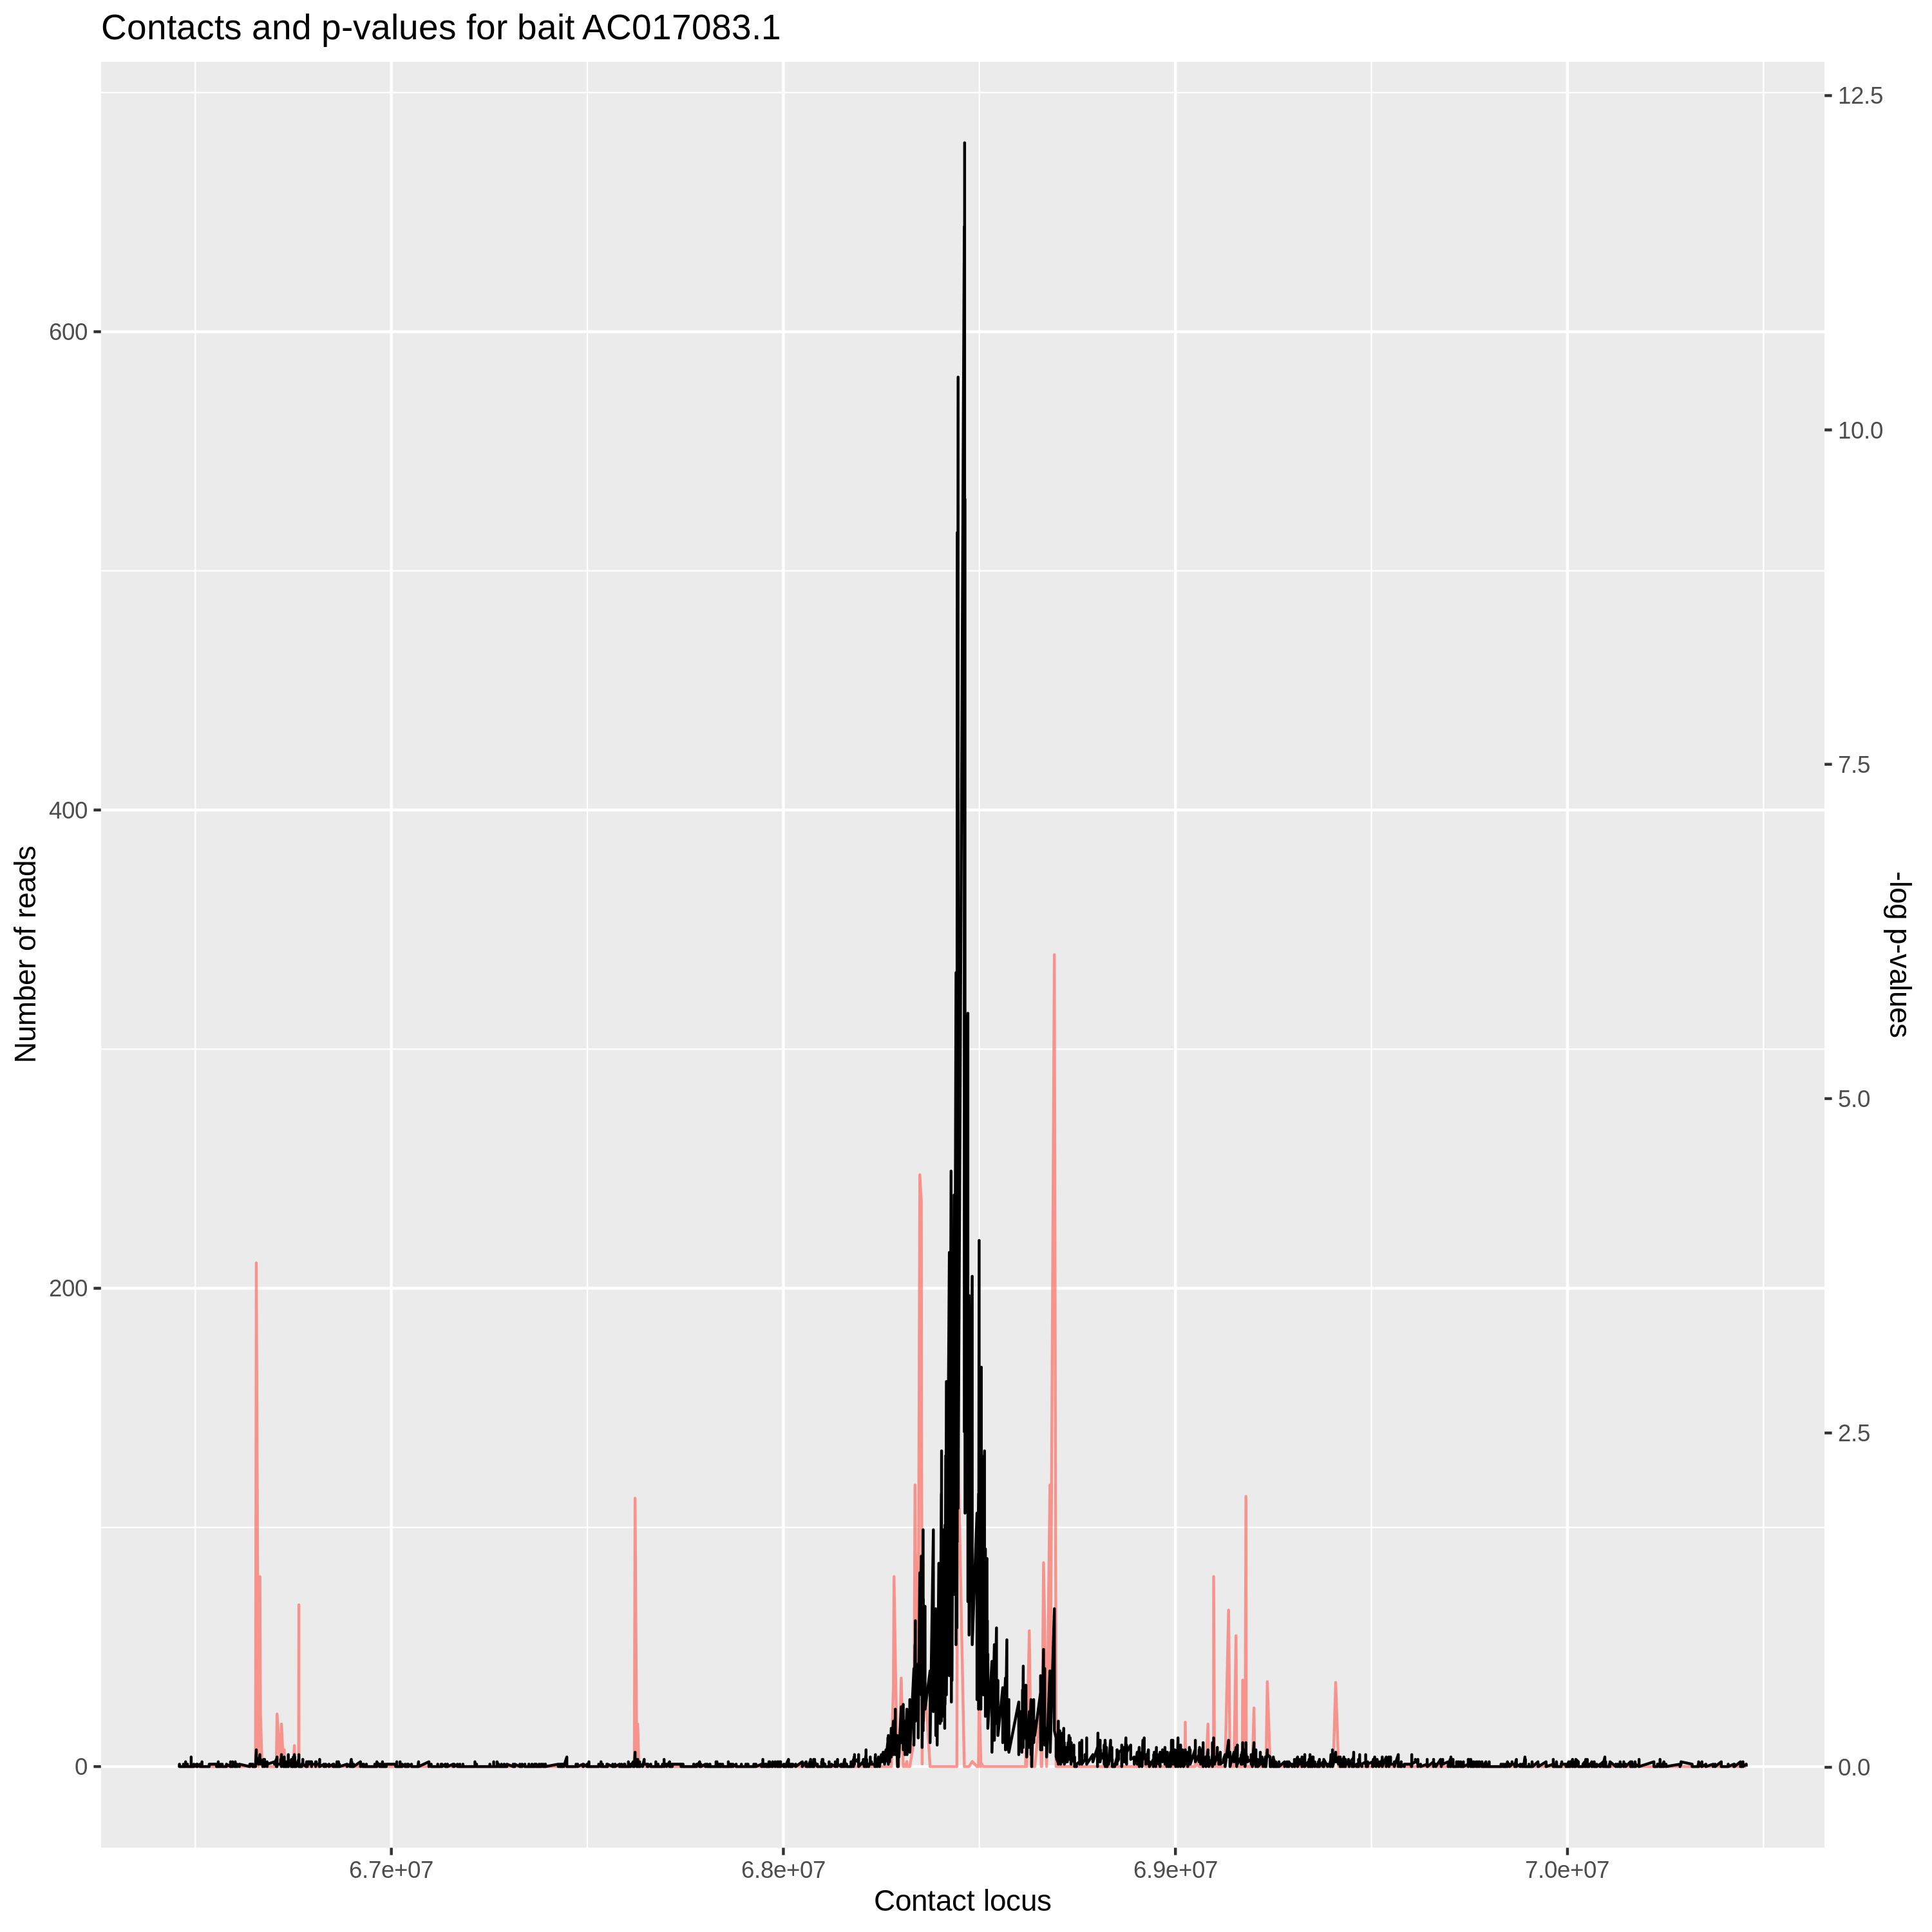 Contacts and p-values for bait AC017083.1
Number of reads
600
400
200
0
12.5
10.0
7.5
5.0
2.5
0.0
-log p-values
6.7e+07
6.8e+07
6.9e+07
7.0e+07
Contact locus